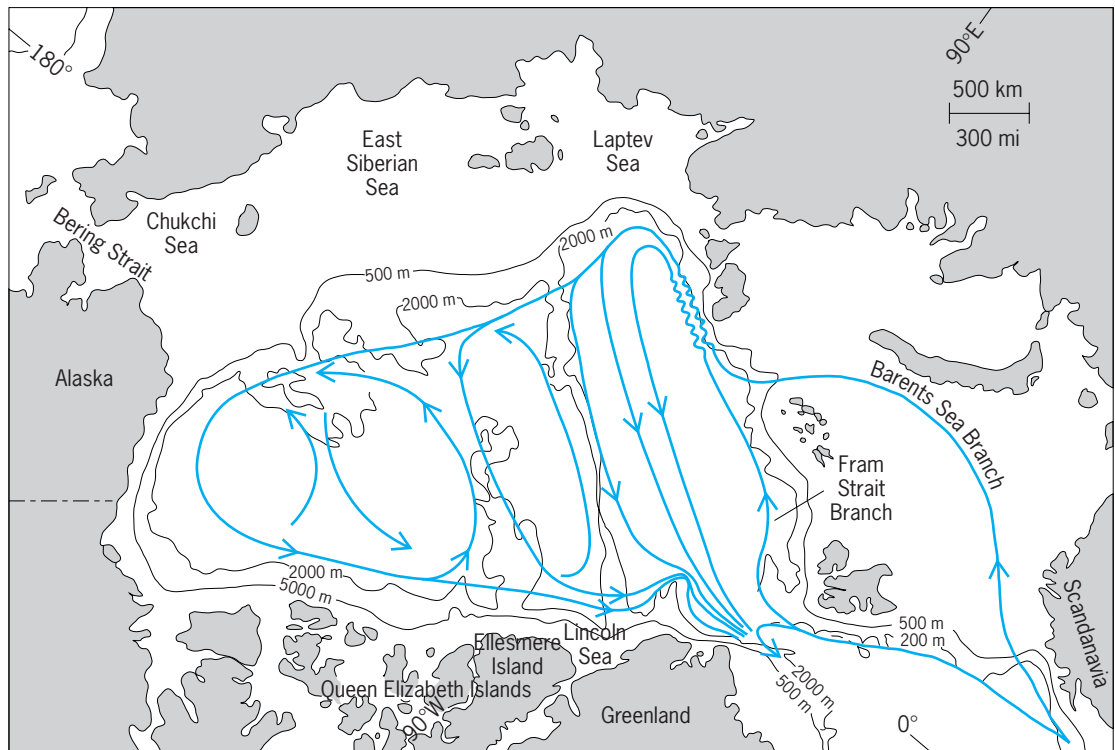 180°
90°E
500 km
300 mi
East
Siberian
Sea
Laptev
Sea
Chukchi
Sea
Bering Strait
2000 m
500 m
2000 m
Alaska
Barents Sea Branch
Fram
Strait
Branch
2000 m
5000 m
500 m
200 m
Scandanavia
Lincoln
Sea
Ellesmere
Island
Queen Elizabeth Islands
90°W
2000 m
500 m
Greenland
0°